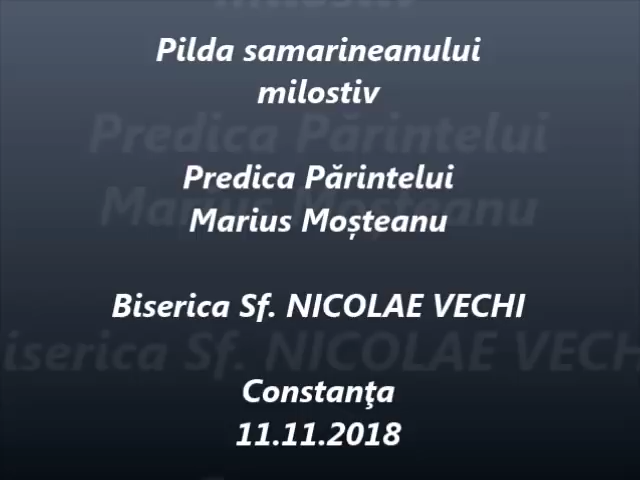 Pilda samarineanului
milostiv
Predica Părintelui
Marius Moșteanu
Biserica Sf. NICOLAE VECHI
Constanţa
11.11.2018